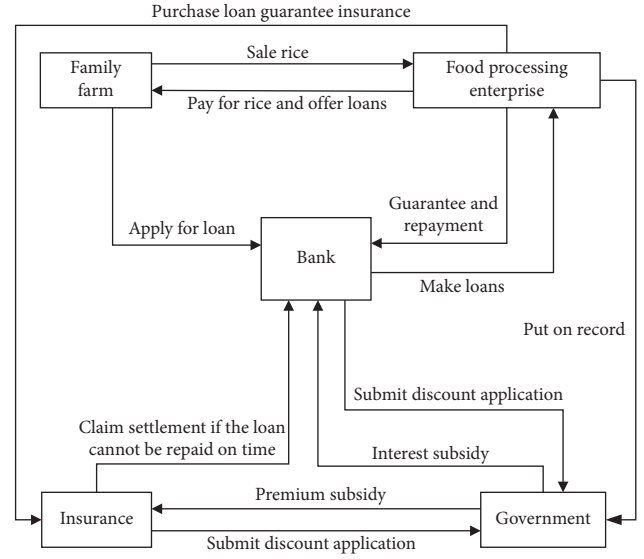 Purchase loan guarantee insurance
Family
farm
Sale rice
Pay for rice and offer loans
Food processing
enterprise
Apply for loan
Guarantee and
repayment
Bank
Make loans
Put on record
Submit discount application
Claim settlement if the loan
cannot be repaid on time
Interest subsidy
Insurance
Premium subsidy
Submit discount application
Government